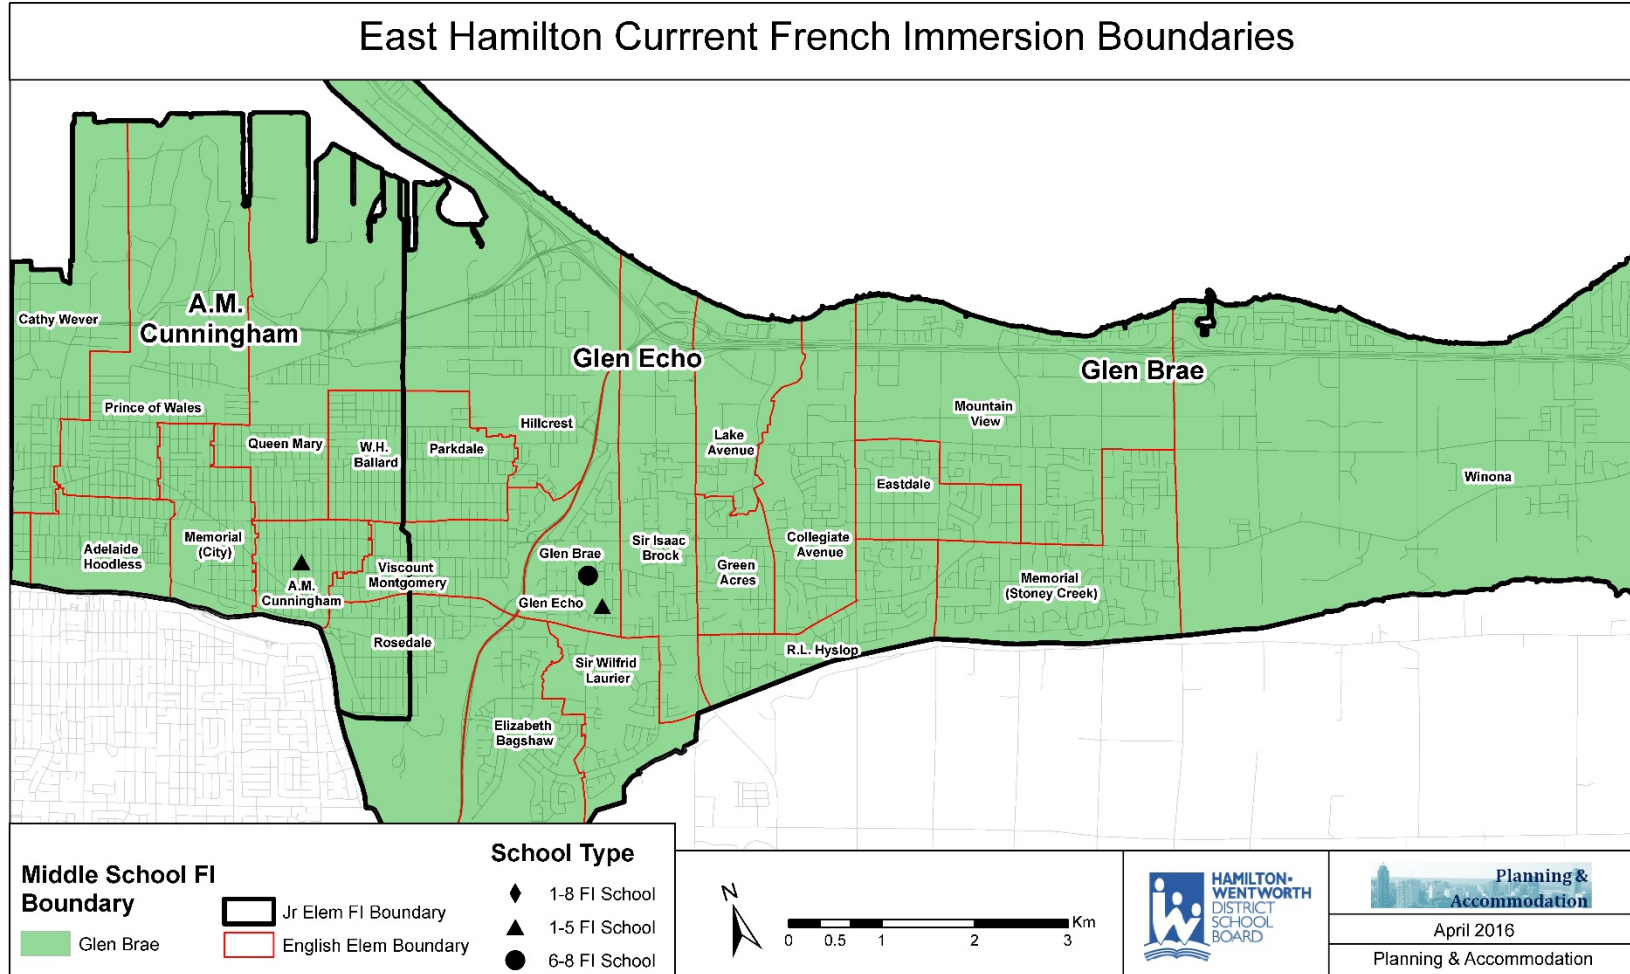 East Hamilton Currrent French Immersion Boundaries
A.M.
Cunningham
Cathy Wever
Glen Echo
Glen Brae
Prince of Wales
Queen Mary
W.H.
Ballard
Parkdale
Hillcrest
Lake
Avenue
Mountain
View
Eastdale
Winona
Adelaide
Hoodless
Memorial
(City)
A.M.
Cunningham
Viscount
Montgomery
Glen Brae
Glen Echo
Sir Isaac
Brock
Green
Acres
Collegiate
Avenue
Memorial
(Stoney Creek)
Rosedale
Sir Wilfrid
Laurier
R.L. Hyslop
Elizabeth
Bagshaw
Middle School FI
Boundary
Glen Brae
Jr Elem FI Boundary
English Elem Boundary
School Type
1-8 FI School
1-5 FI School
6-8 FI School
N
0 0.5 1 2 3
Km
HAMILTON-
WENTWORTH
DISTRICT
SCHOOL
BOARD
Planning &
Accommodation
April 2016
Planning & Accommodation